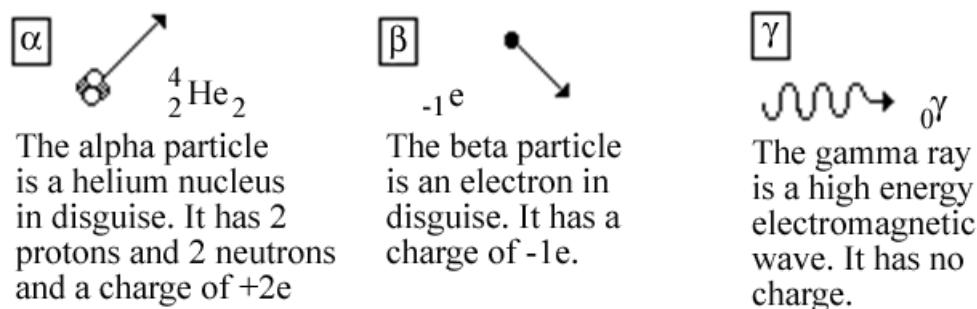 α
⁴₂He₂
The alpha particle
is a helium nucleus
in disguise. It has 2
protons and 2 neutrons
and a charge of +2e
β
₋₁e
The beta particle
is an electron in
disguise. It has a
charge of -1e.
γ
₀γ
The gamma ray
is a high energy
electromagnetic
wave. It has no
charge.